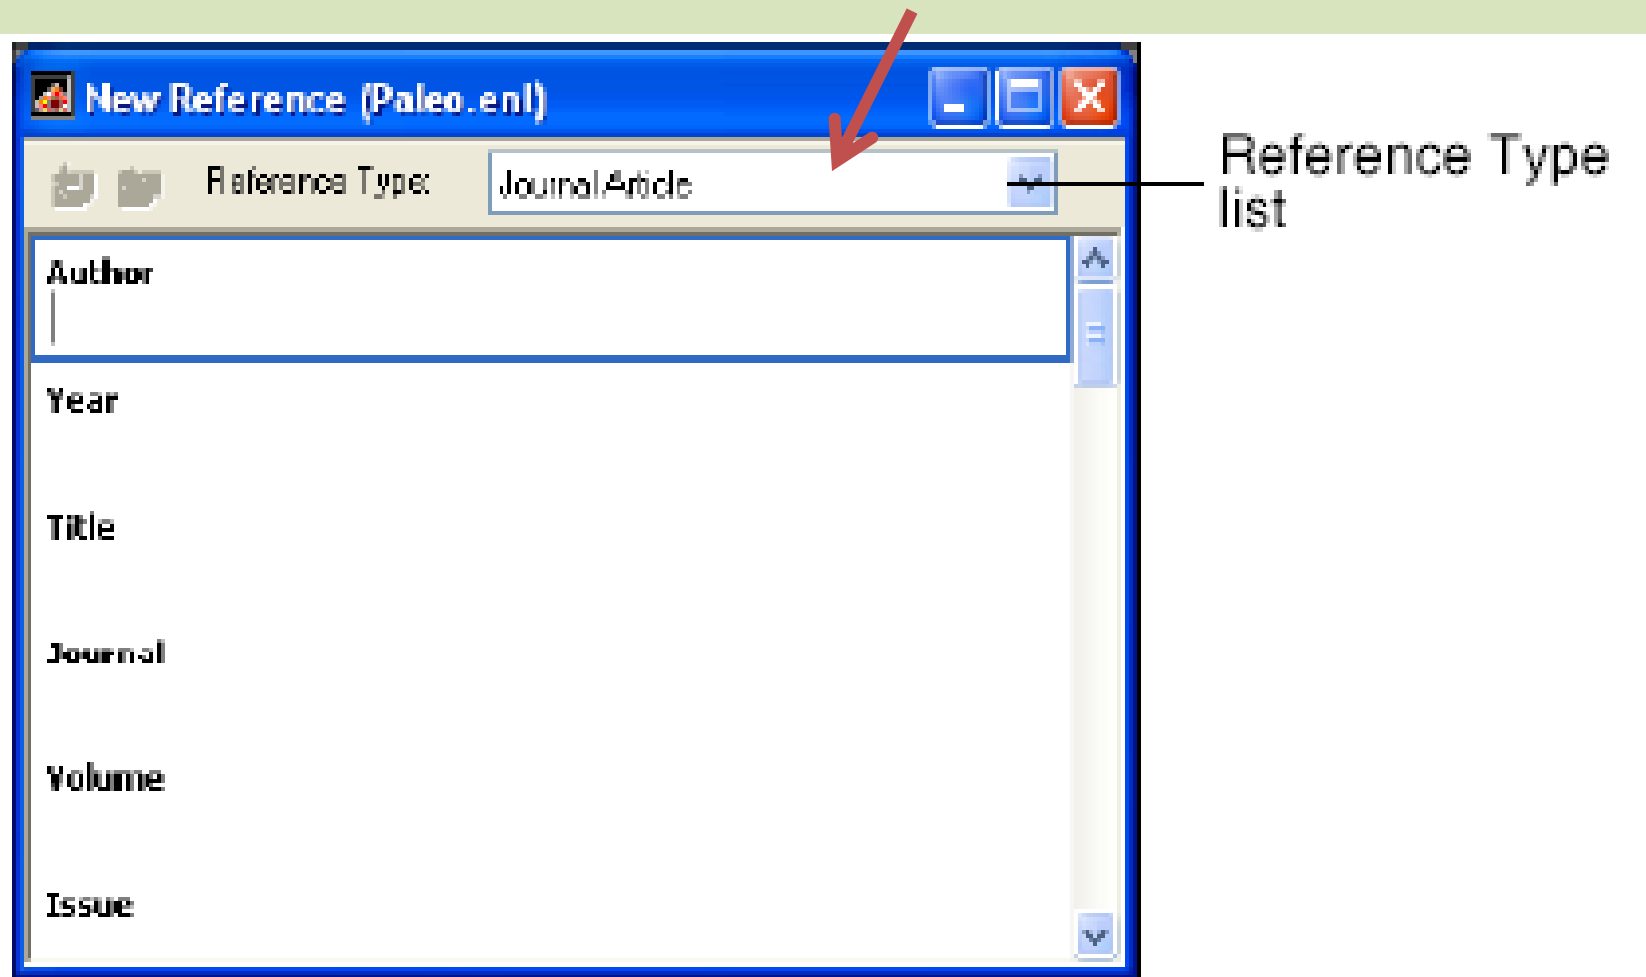 New Reference (Paleo.enl)
Reference Type:
Journal Article
Reference Type
list
Author
Year
Title
Journal
Volume
Issue